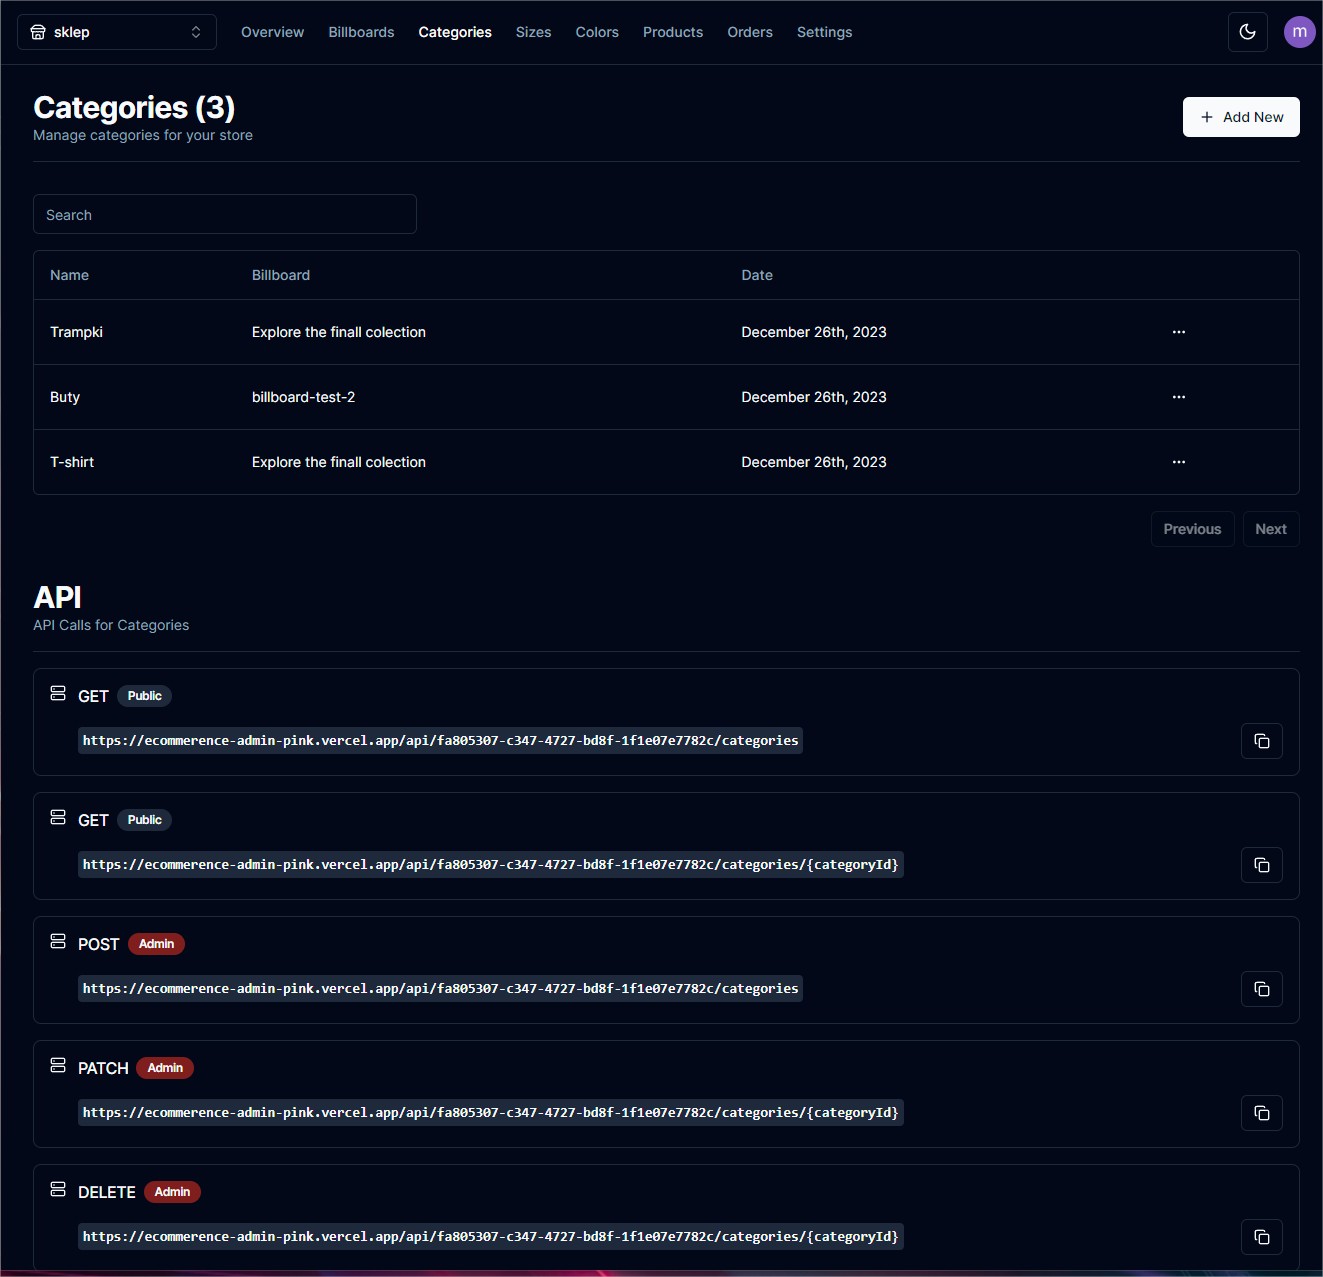 sklep Overview Billboards Categories Sizes Colors Products Orders Settings m
Categories (3)
Manage categories for your store
+ Add New
Search
Name Billboard Date
Trampki Explore the finall colection December 26th, 2023 ...
Buty billboard-test-2 December 26th, 2023 ...
T-shirt Explore the finall colection December 26th, 2023 ...
Previous Next
API
API Calls for Categories
GET Public
https://ecommerence-admin-pink.vercel.app/api/fa805307-c347-4727-bd8f-1f1e07e7782c/categories
GET Public
https://ecommerence-admin-pink.vercel.app/api/fa805307-c347-4727-bd8f-1f1e07e7782c/categories/{categoryId}
POST Admin
https://ecommerence-admin-pink.vercel.app/api/fa805307-c347-4727-bd8f-1f1e07e7782c/categories
PATCH Admin
https://ecommerence-admin-pink.vercel.app/api/fa805307-c347-4727-bd8f-1f1e07e7782c/categories/{categoryId}
DELETE Admin
https://ecommerence-admin-pink.vercel.app/api/fa805307-c347-4727-bd8f-1f1e07e7782c/categories/{categoryId}